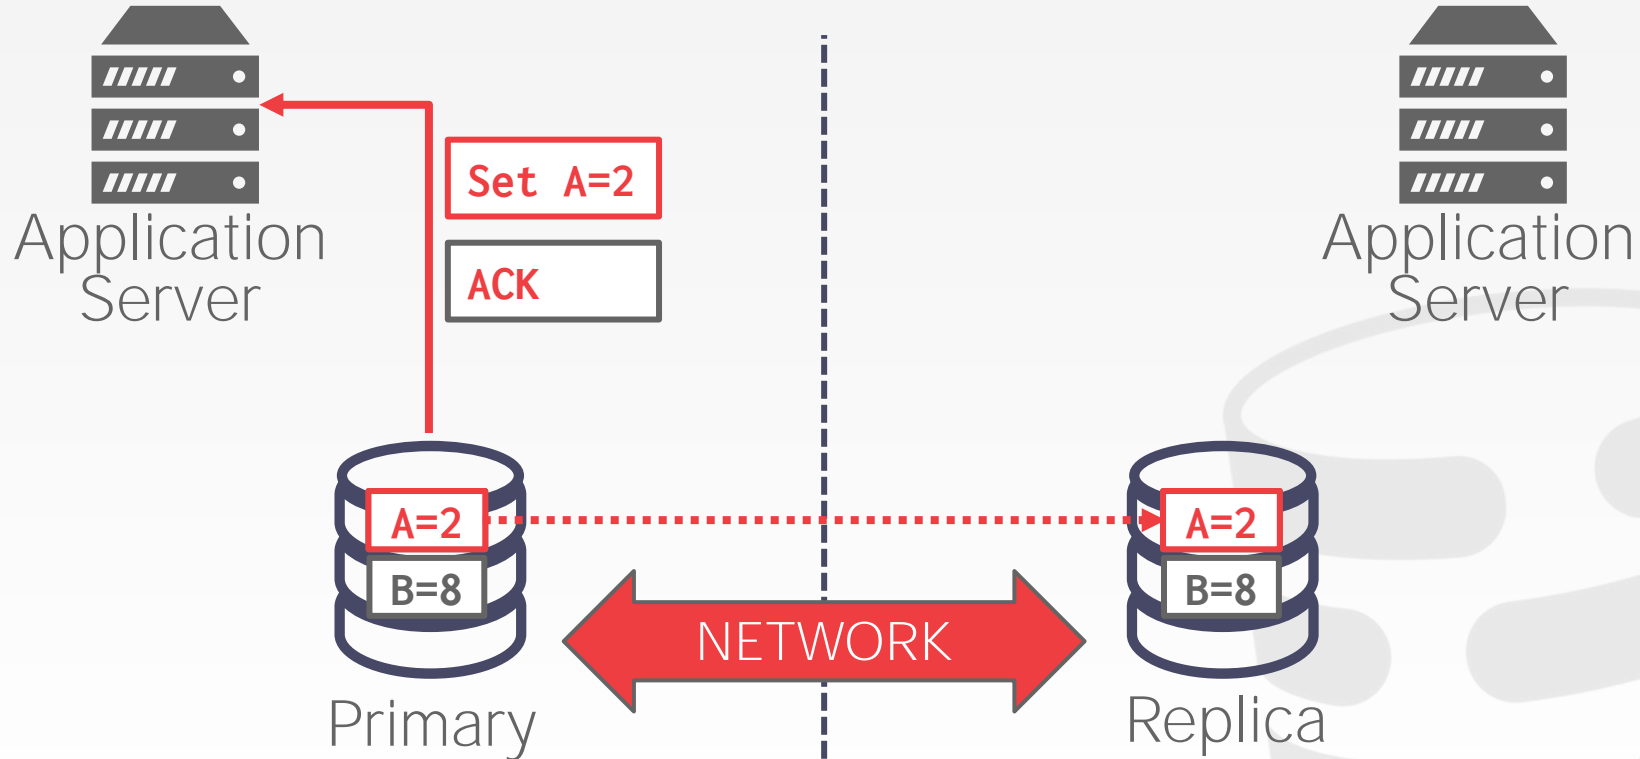 Application
Server
Set A=2
ACK
Application
Server
A=2
B=8
A=2
B=8
NETWORK
Primary
Replica